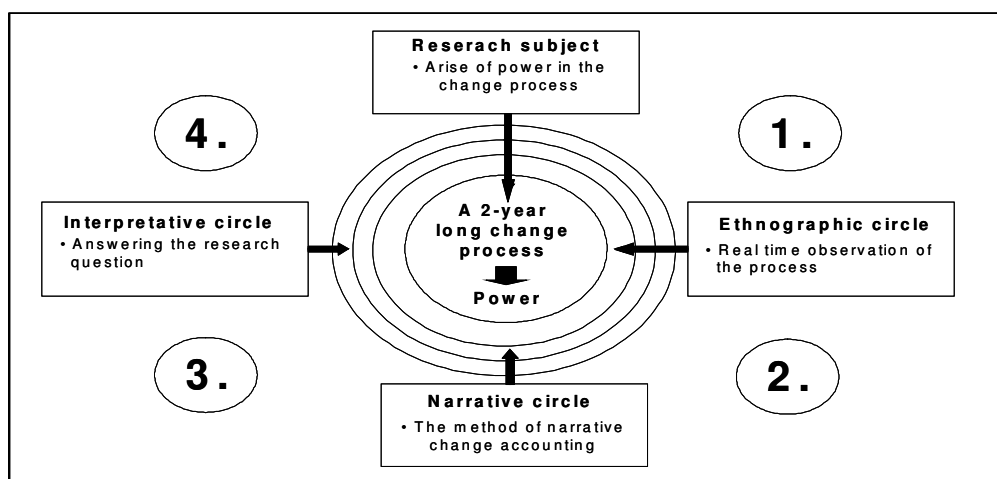 Reserach subject
• Arise of power in the
change process
4.
1.
Interpretative circle
• Answering the research
question
A 2-year
long change
process
Power
Ethnographic circle
• Real time observation of
the process
3.
2.
Narrative circle
• The method of narrative
change accounting